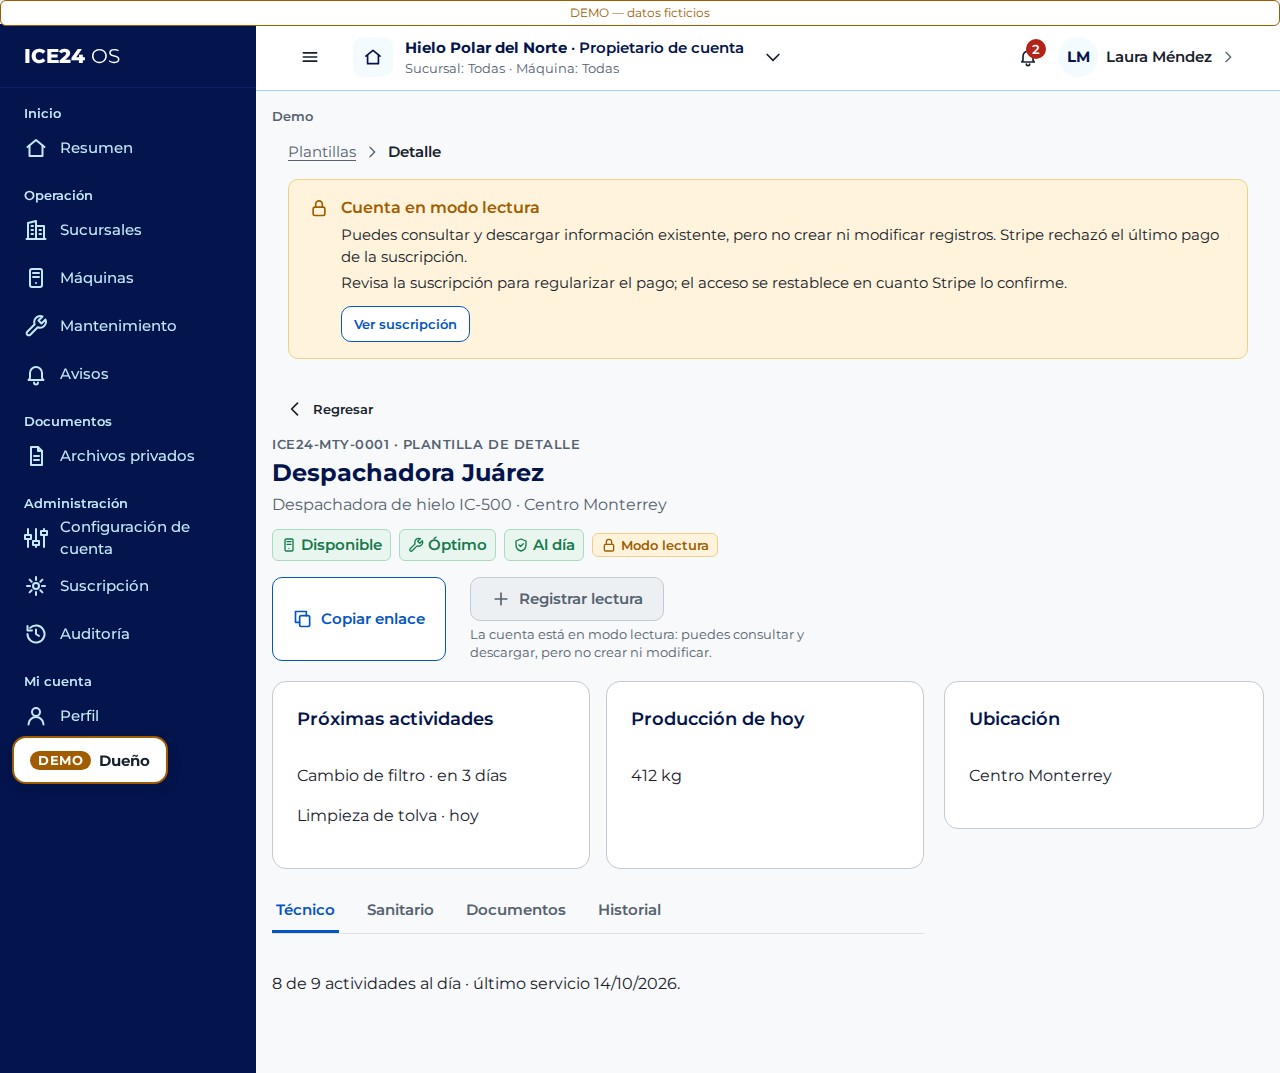 DEMO — datos ficticios
ICE24 OS
Inicio
Resumen
Operación
Sucursales
Máquinas
Mantenimiento
Avisos
Documentos
Archivos privados
Administración
Configuración de
cuenta
Suscripción
Auditoría
Mi cuenta
Perfil
DEMO Dueño
Hielo Polar del Norte · Propietario de cuenta
Sucursal: Todas · Máquina: Todas
2
LM Laura Méndez
Demo
Plantillas > Detalle
Cuenta en modo lectura
Puedes consultar y descargar información existente, pero no crear ni modificar registros. Stripe rechazó el último pago
de la suscripción.
Revisa la suscripción para regularizar el pago; el acceso se restablece en cuanto Stripe lo confirme.
Ver suscripción
Regresar
ICE24-MTY-0001 · PLANTILLA DE DETALLE
Despachadora Juárez
Despachadora de hielo IC-500 · Centro Monterrey
Disponible Óptimo Al día Modo lectura
Copiar enlace
Registrar lectura
La cuenta está en modo lectura: puedes consultar y
descargar, pero no crear ni modificar.
Próximas actividades
Cambio de filtro · en 3 días
Limpieza de tolva · hoy
Producción de hoy
412 kg
Ubicación
Centro Monterrey
Técnico Sanitario Documentos Historial
8 de 9 actividades al día · último servicio 14/10/2026.